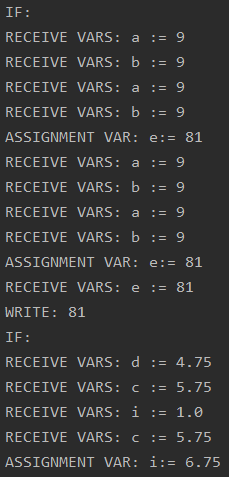 IF:
RECEIVE VARS: a := 9
RECEIVE VARS: b := 9
RECEIVE VARS: a := 9
RECEIVE VARS: b := 9
ASSIGNMENT VAR: e:= 81
RECEIVE VARS: a := 9
RECEIVE VARS: b := 9
RECEIVE VARS: a := 9
RECEIVE VARS: b := 9
ASSIGNMENT VAR: e:= 81
RECEIVE VARS: e := 81
WRITE: 81
IF:
RECEIVE VARS: d := 4.75
RECEIVE VARS: c := 5.75
RECEIVE VARS: i := 1.0
RECEIVE VARS: c := 5.75
ASSIGNMENT VAR: i:= 6.75